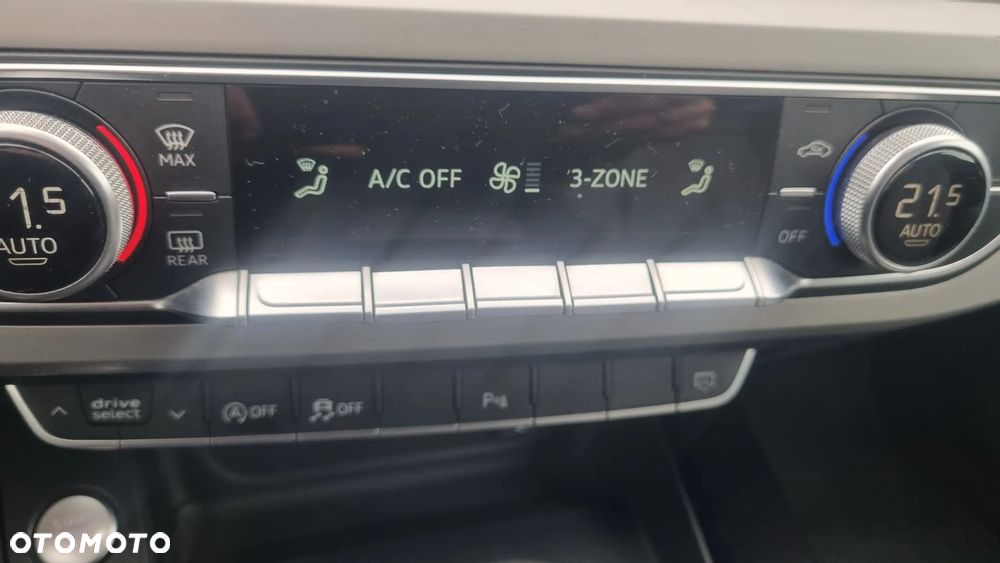 MAX
1.5
AUTO
REAR
A/C OFF
3-ZONE
OFF
21.5
AUTO
drive
select
A OFF
OFF
P
OTOMOTO